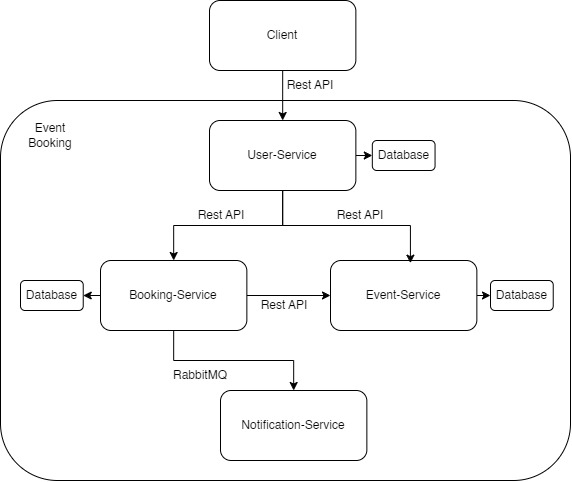 Client
Rest API
Event
Booking
User-Service
Database
Rest API
Rest API
Database
Booking-Service
Rest API
Event-Service
Database
RabbitMQ
Notification-Service